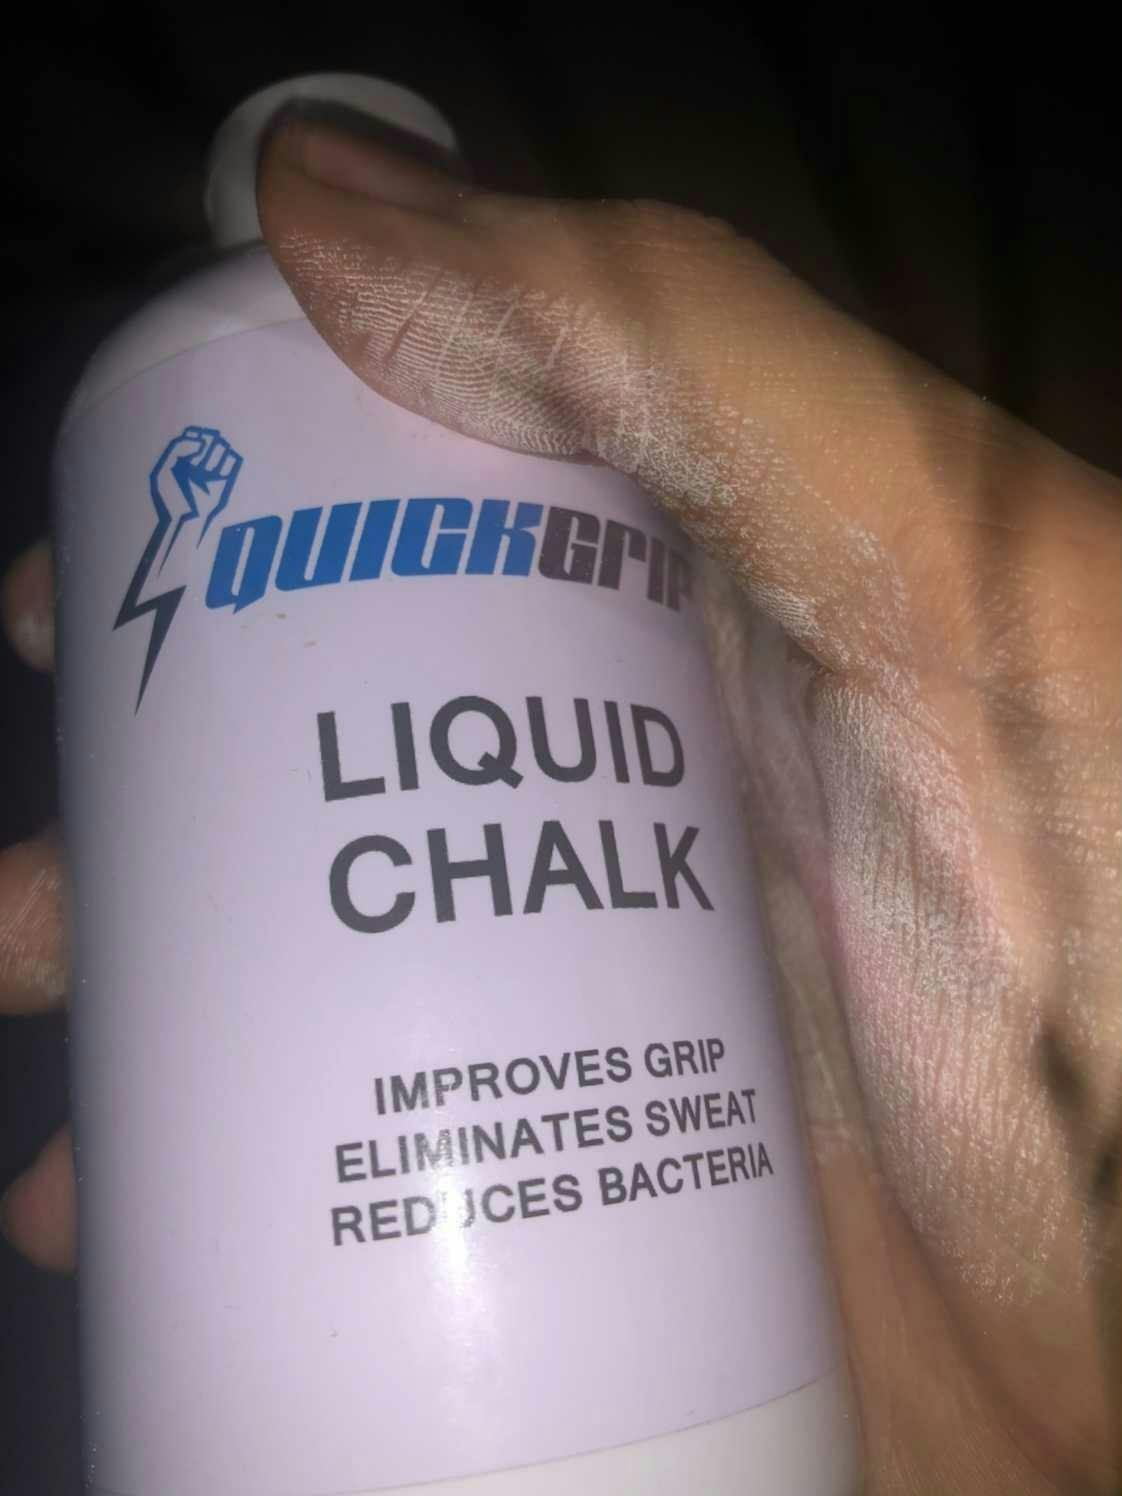 QUICKGRIP
LIQUID
CHALK
IMPROVES GRIP
ELIMINATES SWEAT
REDUCES BACTERIA